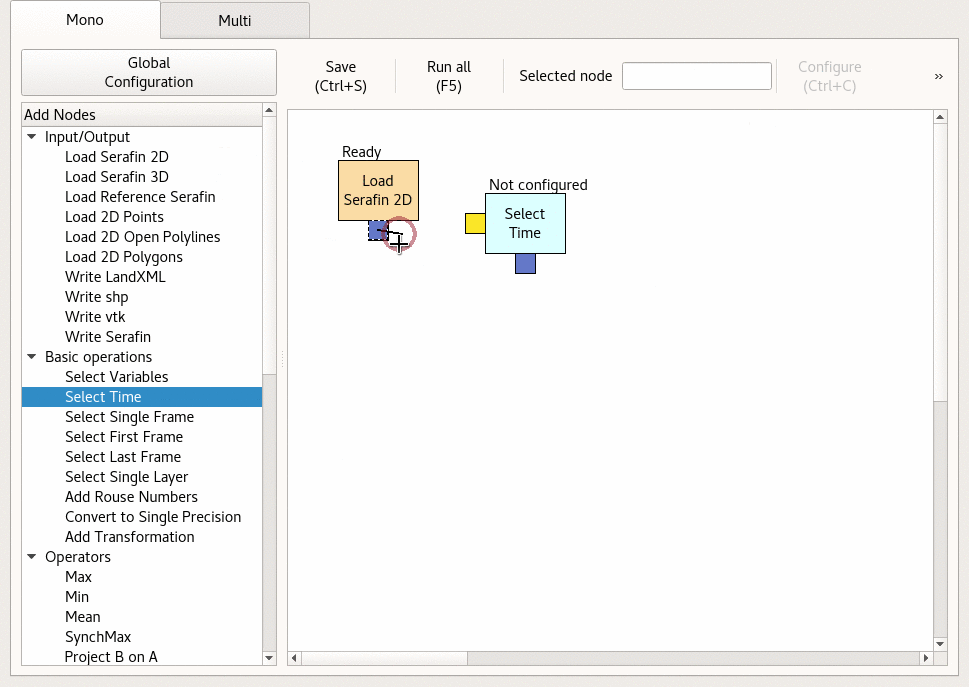 Mono
Multi
Global
Configuration
Save
(Ctrl+S)
Run all
(F5)
Selected node
Configure
(Ctrl+C)
»
Add Nodes
Input/Output
Load Serafin 2D
Load Serafin 3D
Load Reference Serafin
Load 2D Points
Load 2D Open Polylines
Load 2D Polygons
Write LandXML
Write shp
Write vtk
Write Serafin
Basic operations
Select Variables
Select Time
Select Single Frame
Select First Frame
Select Last Frame
Select Single Layer
Add Rouse Numbers
Convert to Single Precision
Add Transformation
Operators
Max
Min
Mean
SynchMax
Project B on A
Ready
Load
Serafin 2D
Not configured
Select
Time